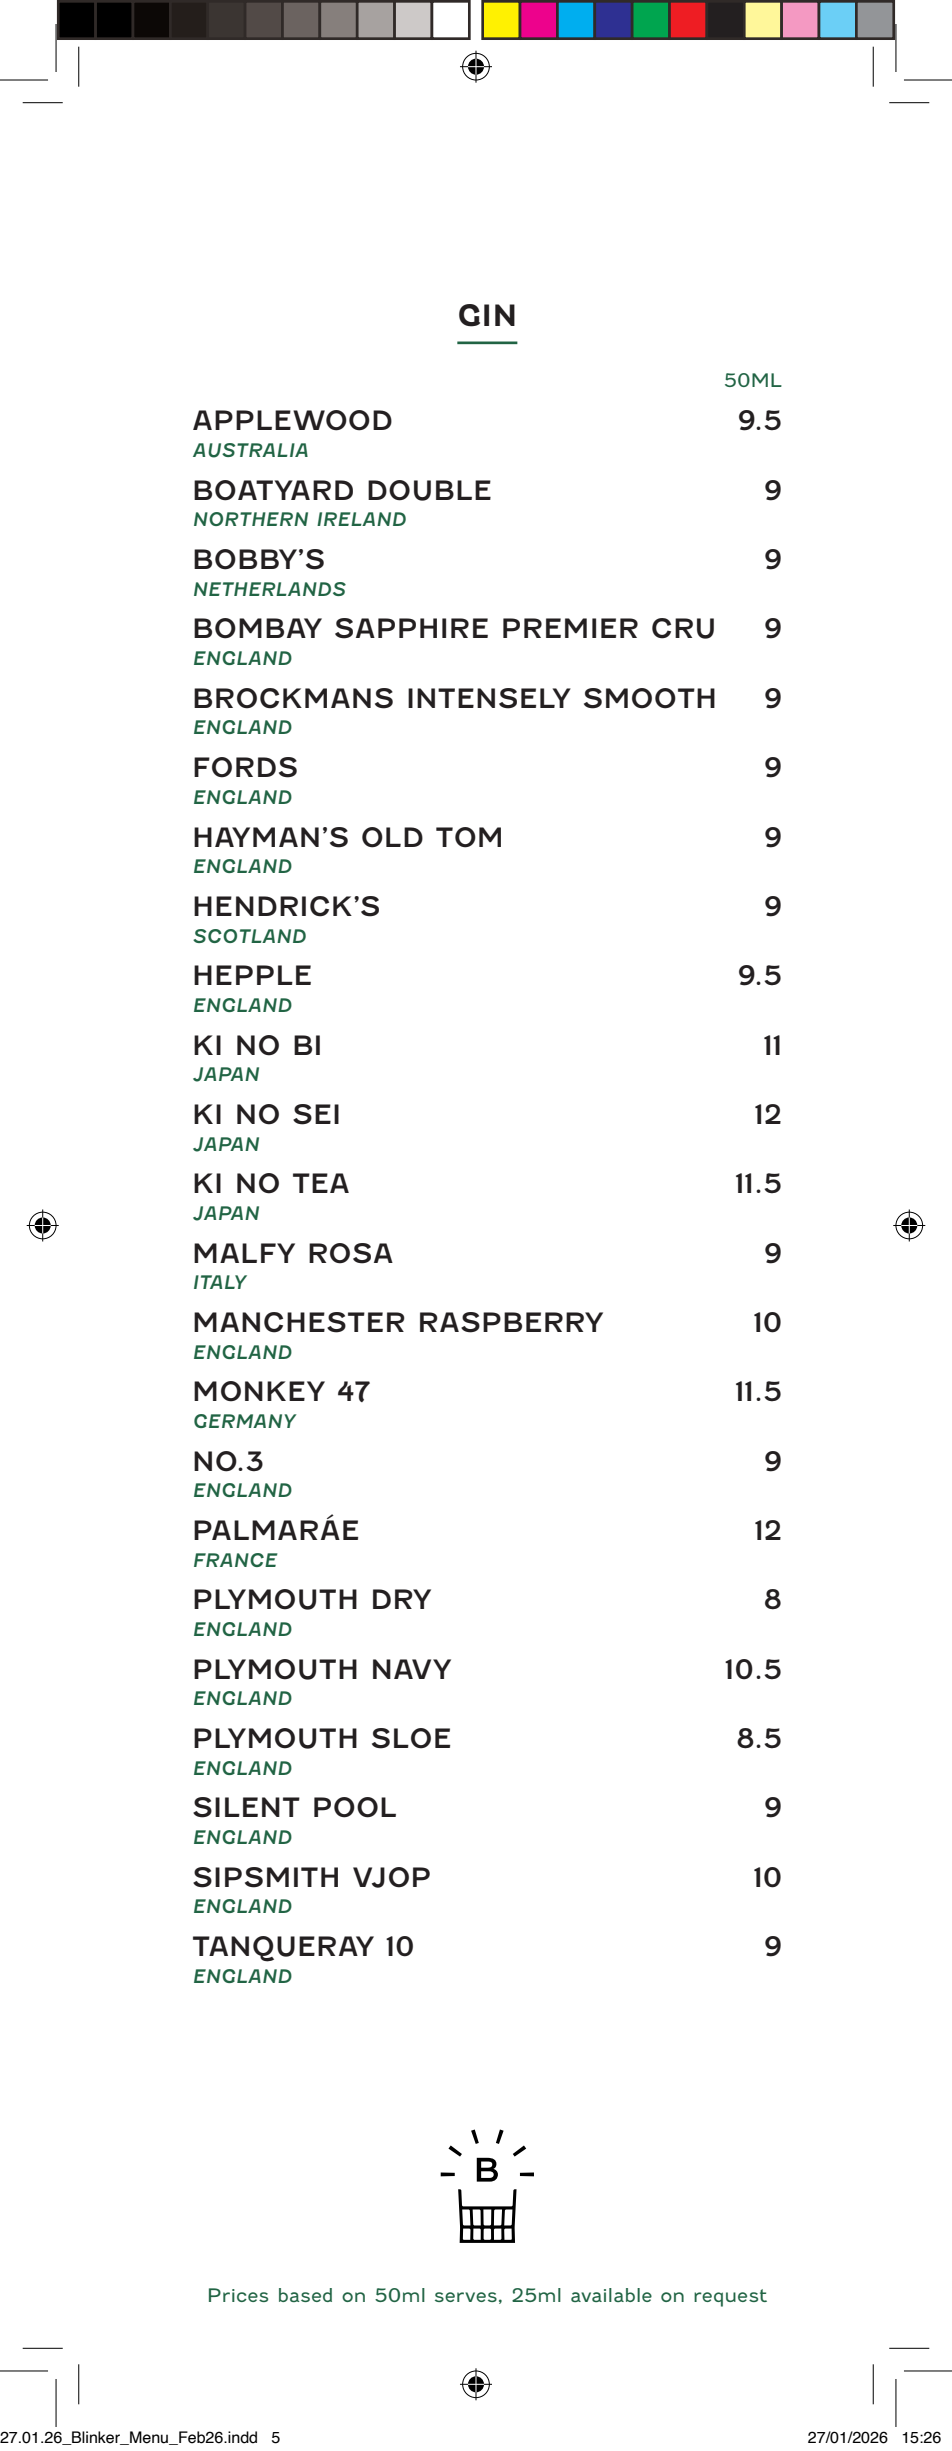 GIN
50ML
APPLEWOOD 9.5
AUSTRALIA
BOATYARD DOUBLE 9
NORTHERN IRELAND
BOBBY’S 9
NETHERLANDS
BOMBAY SAPPHIRE PREMIER CRU 9
ENGLAND
BROCKMANS INTENSELY SMOOTH 9
ENGLAND
FORDS 9
ENGLAND
HAYMAN’S OLD TOM 9
ENGLAND
HENDRICK’S 9
SCOTLAND
HEPPLE 9.5
ENGLAND
KI NO BI 11
JAPAN
KI NO SEI 12
JAPAN
KI NO TEA 11.5
JAPAN
MALFY ROSA 9
ITALY
MANCHESTER RASPBERRY 10
ENGLAND
MONKEY 47 11.5
GERMANY
NO.3 9
ENGLAND
PALMARÁE 12
FRANCE
PLYMOUTH DRY 8
ENGLAND
PLYMOUTH NAVY 10.5
ENGLAND
PLYMOUTH SLOE 8.5
ENGLAND
SILENT POOL 9
ENGLAND
SIPSMITH VJOP 10
ENGLAND
TANQUERAY 10 9
ENGLAND
B
Prices based on 50ml serves, 25ml available on request
27.01.26_Blinker_Menu_Feb26.indd 5 27/01/2026 15:26